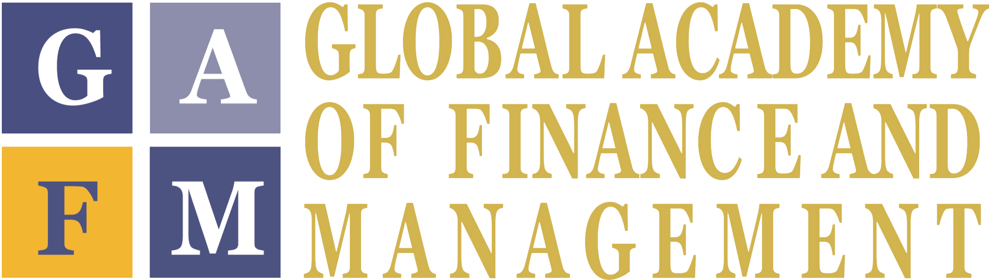 G A
F M
GLOBAL ACADEMY
OF FINANCE AND
MANAGEMENT